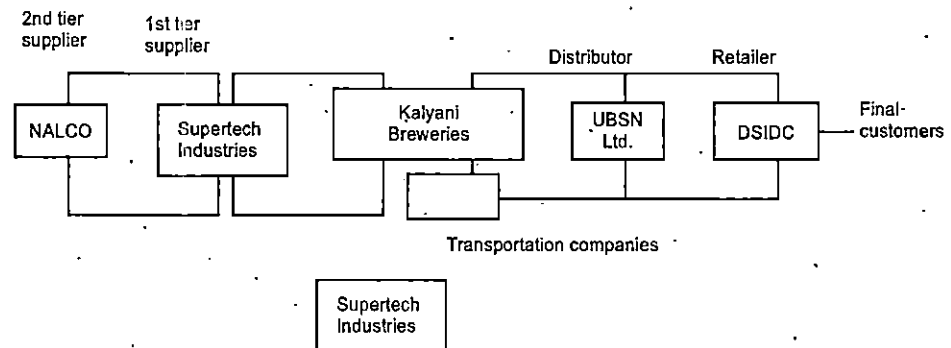 2nd tier
supplier
1st tier
supplier
Distributor
Retailer
NALCO
Supertech
Industries
Kalyani
Breweries
UBSN
Ltd.
DSIDC
Final-
customers
Transportation companies
Supertech
Industries